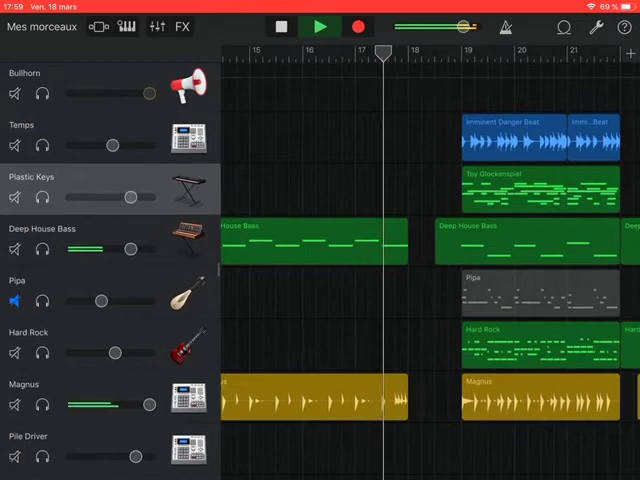 17:59 Ven. 18 mars
69 %
Mes morceaux
FX
15 16 17 18 19 20 21
Bullhorn
Temps
Imminent Danger Beat
Immi...Beat
Plastic Keys
Toy Glockenspiel
Deep House Bass
House Bass
Deep House Bass
Pipa
Pipa
Hard Rock
Hard Rock
Hard
Magnus
us
Magnus
Pile Driver